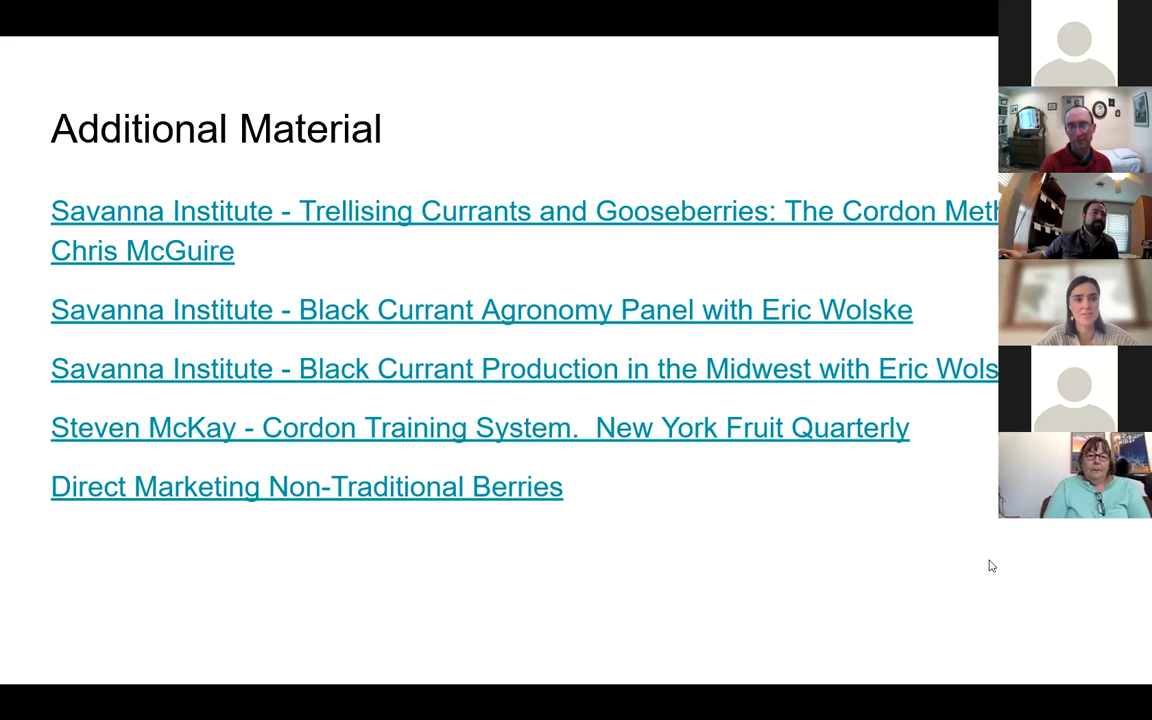 Additional Material
Savanna Institute - Trellising Currants and Gooseberries: The Cordon
Chris McGuire
Savanna Institute - Black Currant Agronomy Panel with Eric Wolske
Savanna Institute - Black Currant Production in the Midwest with Eric
Steven McKay - Cordon Training System. New York Fruit Quarterly
Direct Marketing Non-Traditional Berries